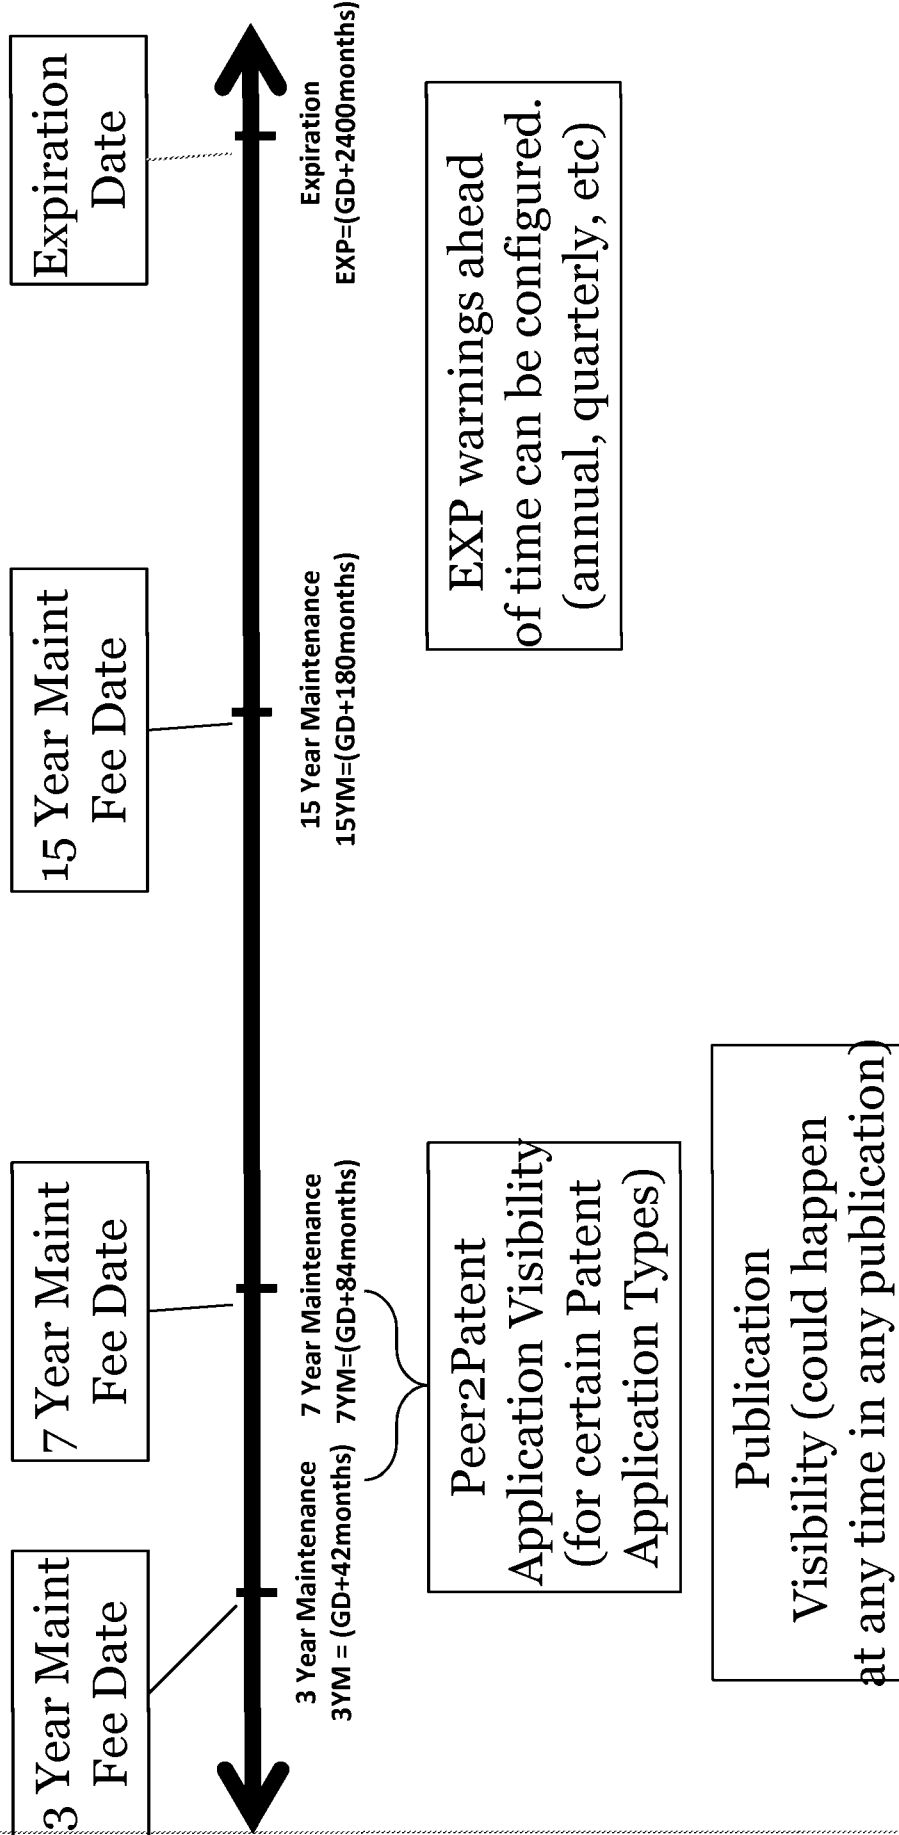 3 Year Maint
Fee Date
7 Year Maint
Fee Date
15 Year Maint
Fee Date
Expiration
Date
3 Year Maintenance
3YM = (GD+42months)
7 Year Maintenance
7YM=(GD+84months)
15 Year Maintenance
15YM=(GD+180months)
Expiration
EXP=(GD+2400months)
Peer2Patent
Application Visibility
(for certain Patent
Application Types)
EXP warnings ahead
of time can be configured.
(annual, quarterly, etc)
Publication
Visibility (could happen
at any time in any publication)